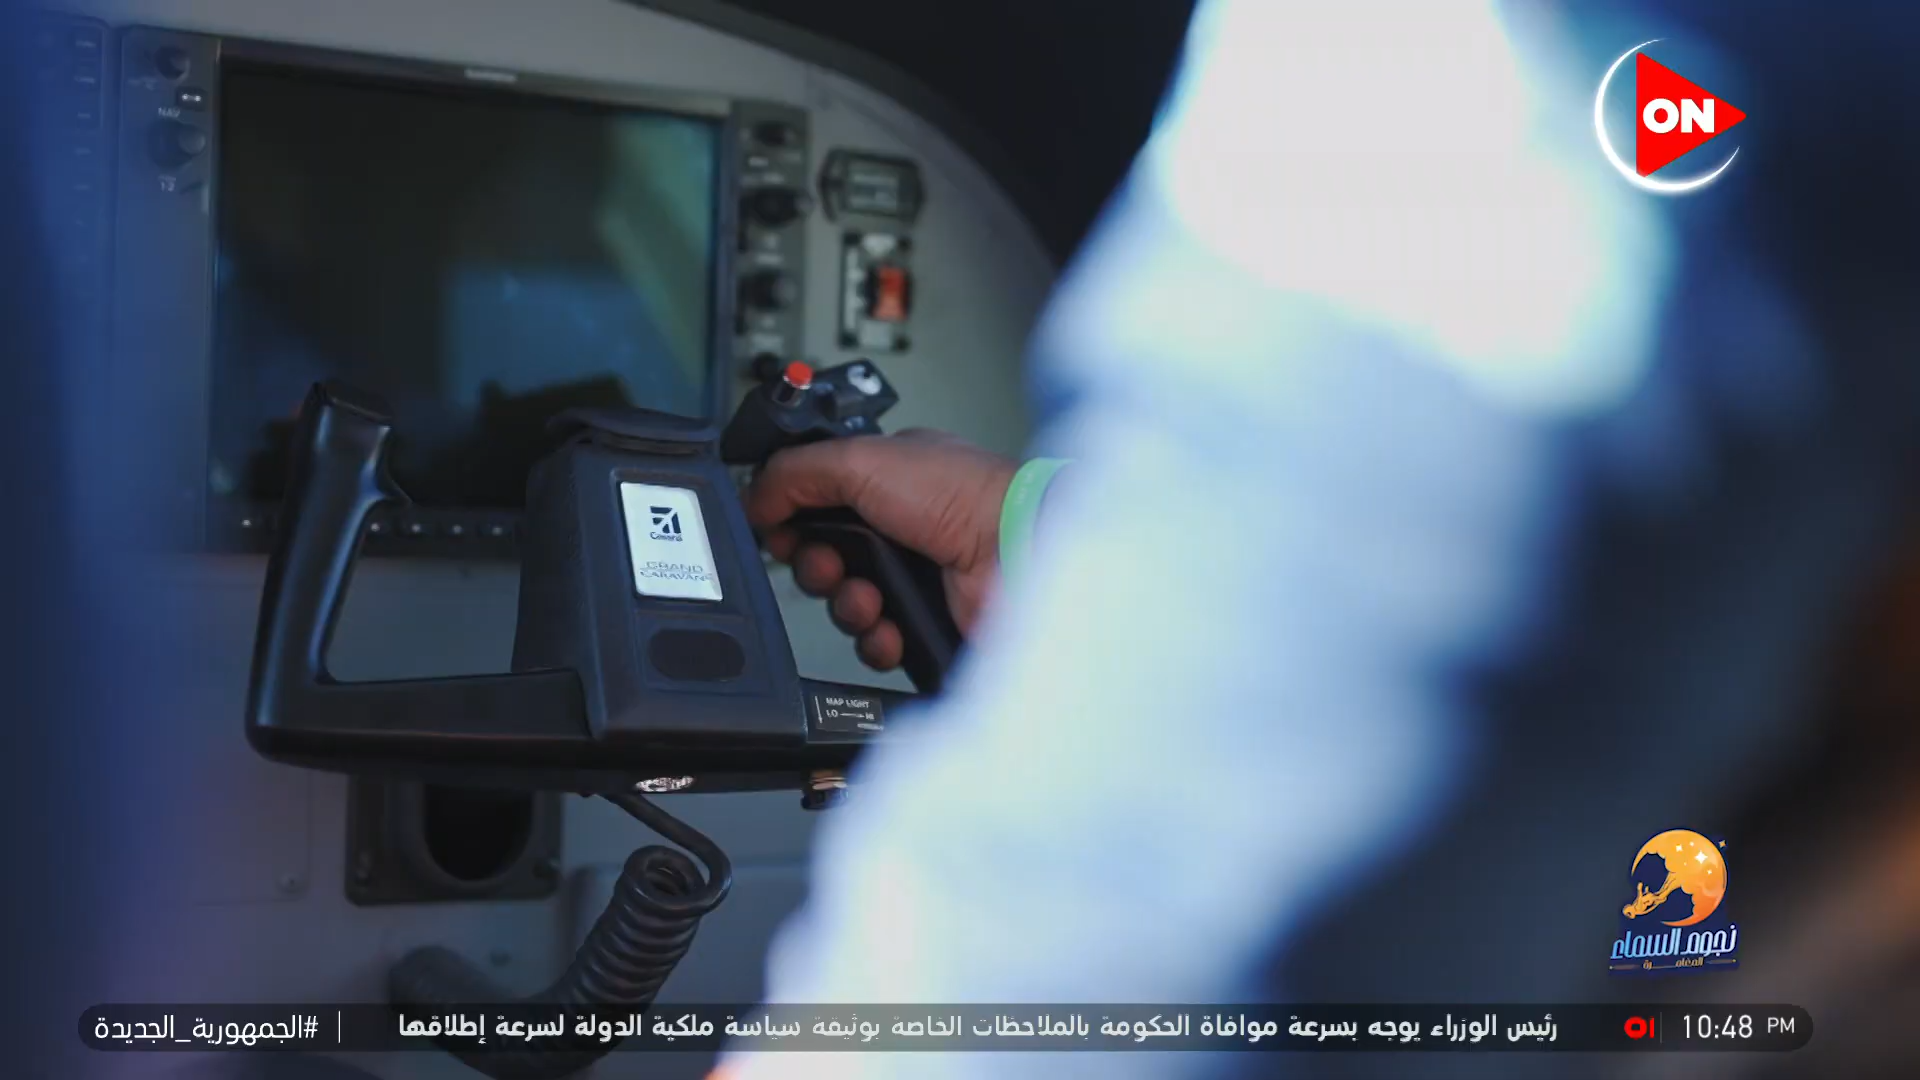 ON
NAV
Cessna
GRAND
CARAVAN
MAP LIGHT
LO
HI
نجوم السماء
المغامرة
10:48 PM
رئيس الوزراء يوجه بسرعة موافاة الحكومة بالملاحظات الخاصة بوثيقة سياسة ملكية الدولة لسرعة إطلاقها
#الجمهورية_الجديدة